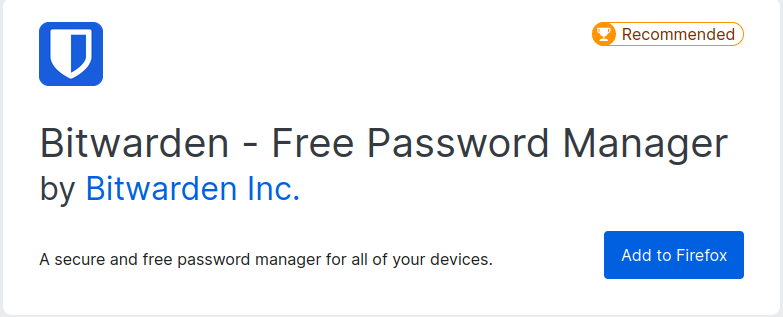 Recommended
Bitwarden - Free Password Manager
by Bitwarden Inc.
A secure and free password manager for all of your devices.
Add to Firefox